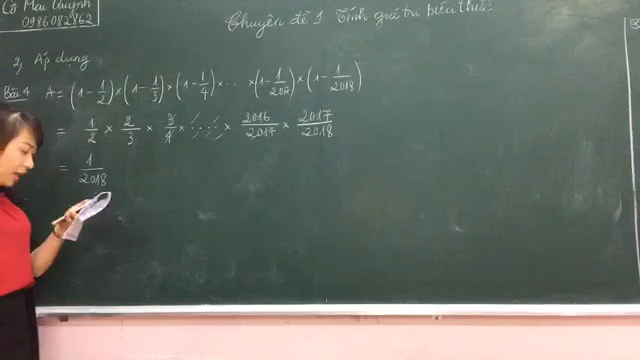 Cô Mai Quỳnh
0986082862
Chuyên đề 1 Tính giá trị biểu thức
2, Áp dụng
Bài 4 A = (1 - 1/2) × (1 - 1/3) × (1 - 1/4) × ... × (1 - 1/2017) × (1 - 1/2018)
= 1/2 × 2/3 × 3/4 × ... × 2016/2017 × 2017/2018
= 1/2018